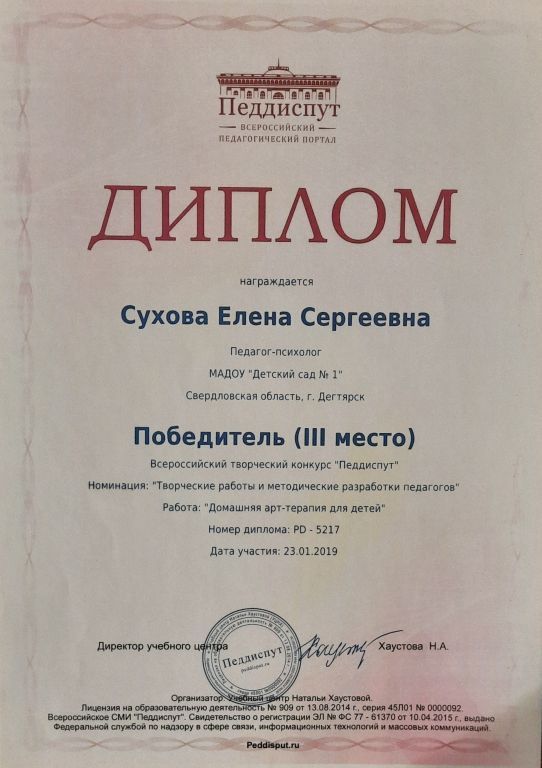 Педдиспут
ВСЕРОССИЙСКИЙ
ПЕДАГОГИЧЕСКИЙ ПОРТАЛ
ДИПЛОМ
награждается
Сухова Елена Сергеевна
Педагог-психолог
МАДОУ "Детский сад № 1"
Свердловская область, г. Дегтярск
Победитель (III место)
Всероссийский творческий конкурс "Педдиспут"
Номинация: "Творческие работы и методические разработки педагогов"
Работа: "Домашняя арт-терапия для детей"
Номер диплома: PD - 5217
Дата участия: 23.01.2019
Директор учебного центра
Хаустова Н.А.
Педдиспут
peddisput.ru
Организатор: Учебный центр Натальи Хаустовой.
Лицензия на образовательную деятельность № 909 от 13.08.2014 г., серия 45Л01 № 0000092.
Всероссийское СМИ "Педдиспут". Свидетельство о регистрации ЭЛ № ФС 77 - 61370 от 10.04.2015 г., выдано
Федеральной службой по надзору в сфере связи, информационных технологий и массовых коммуникаций.
Peddisput.ru